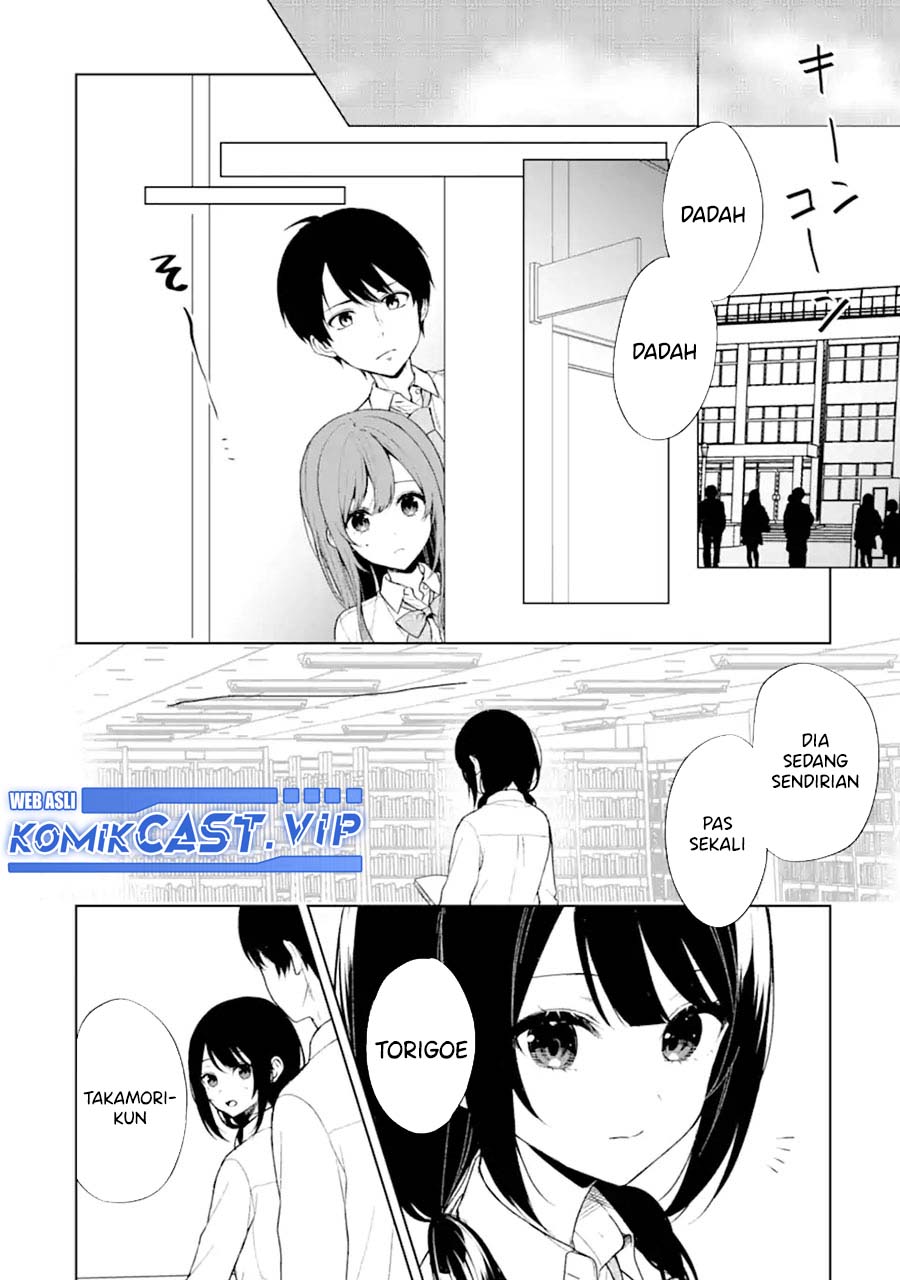 キーンコーン
DADAH
DADAH
そ〜
DIA
SEDANG
SENDIRIAN
PAS
SEKALI
WEB ASLI
KOMIKCAST.VIP
TORIGOE
TAKAMORI-
KUN